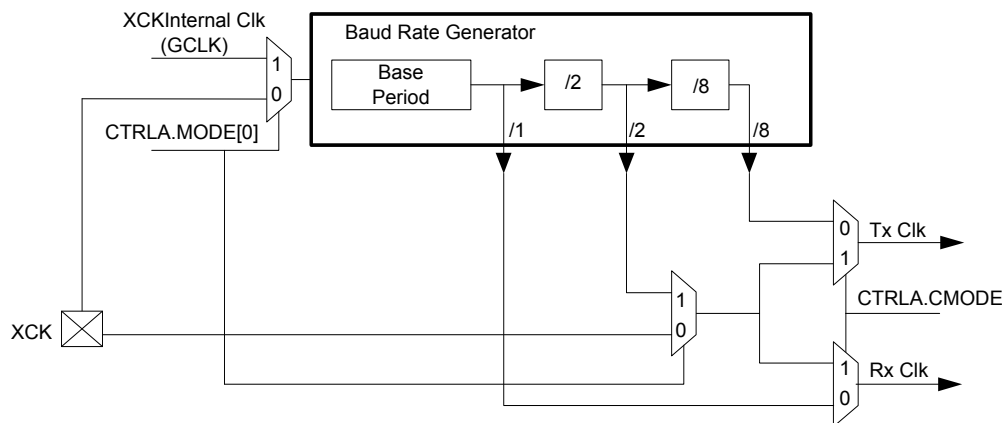 XCKInternal Clk
(GCLK)
Baud Rate Generator
1
0
Base
Period
/2
/8
CTRLA.MODE[0]
/1
/2
/8
0
1
Tx Clk
1
0
CTRLA.CMODE
XCK
1
0
Rx Clk